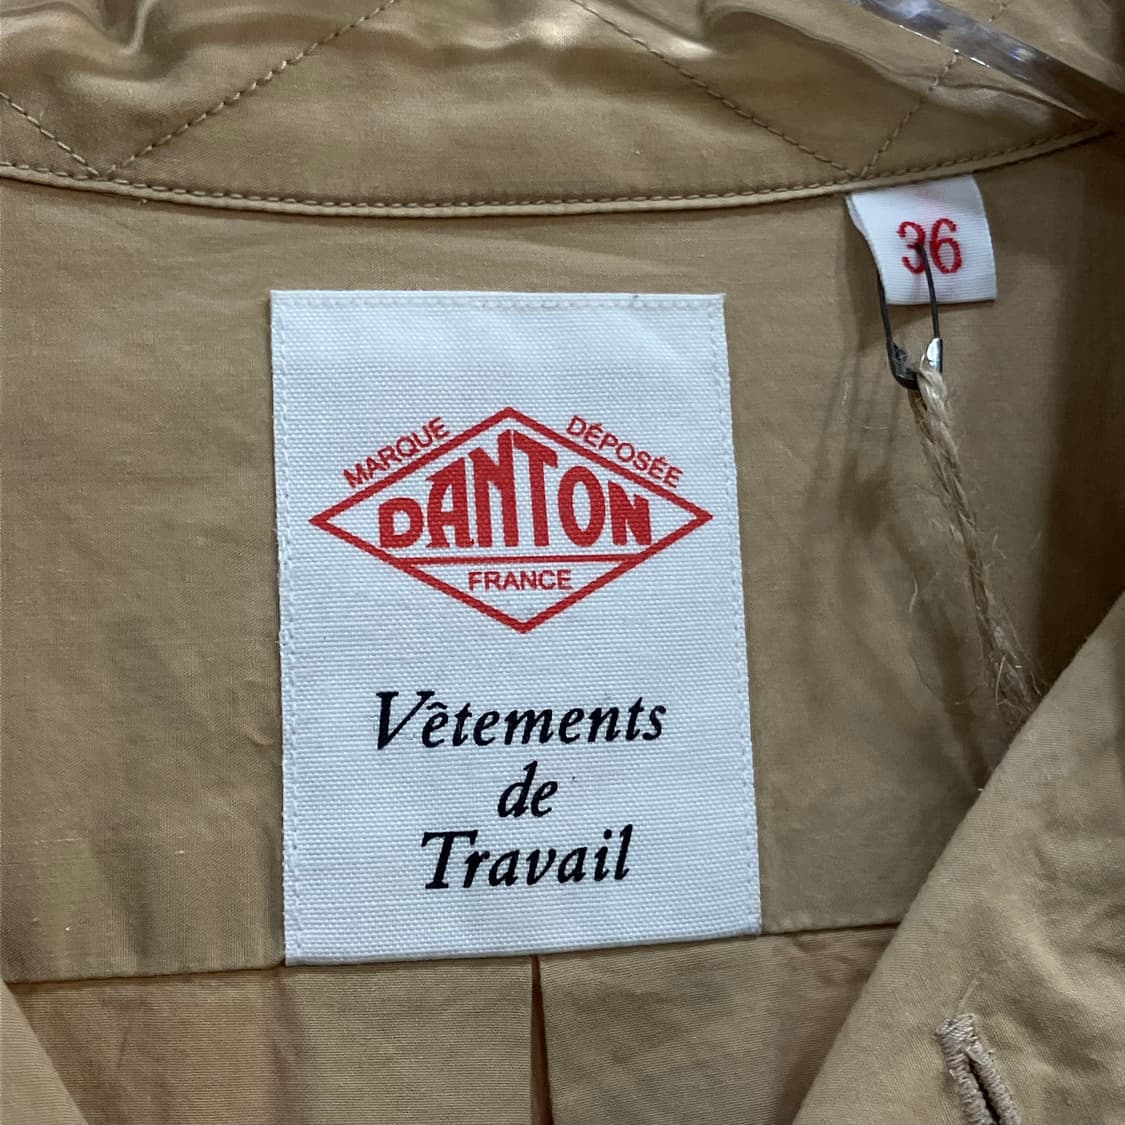 36
MARQUE DÉPOSÉE
DANTON
FRANCE
Vêtements
de
Travail